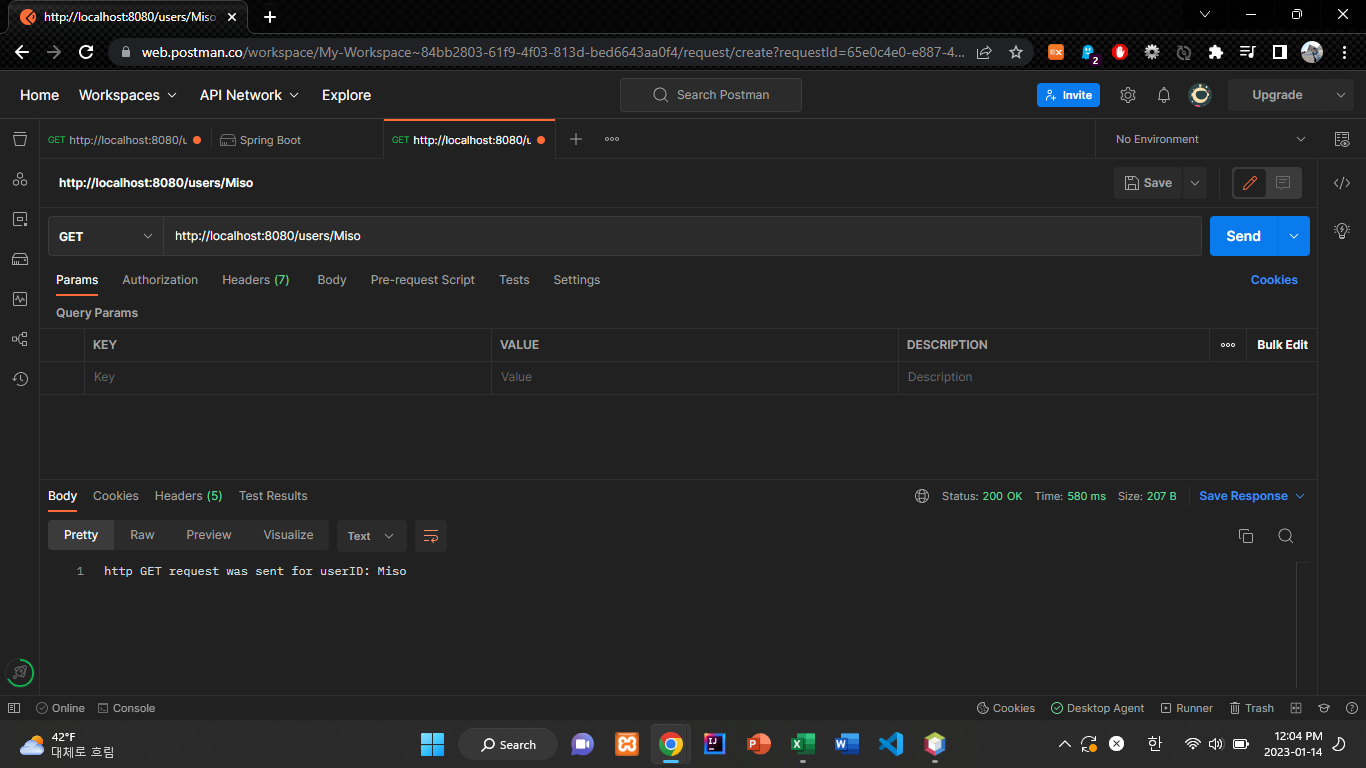 http://localhost:8080/users/Miso
web.postman.co/workspace/My-Workspace~84bb2803-61f9-4f03-813d-bed6643aa0f4/request/create?requestId=65e0c4e0-e887-4...
2
Home Workspaces API Network Explore
Search Postman
Invite
Upgrade
GET http://localhost:8080/u
Spring Boot
GET http://localhost:8080/u
No Environment
http://localhost:8080/users/Miso
Save
GET http://localhost:8080/users/Miso
Send
Params Authorization Headers (7) Body Pre-request Script Tests Settings Cookies
Query Params
KEY VALUE DESCRIPTION Bulk Edit
Key Value Description
Body Cookies Headers (5) Test Results
Status: 200 OK Time: 580 ms Size: 207 B Save Response
Pretty Raw Preview Visualize Text
1 http GET request was sent for userID: Miso
Online Console
Cookies Desktop Agent Runner Trash
42°F
대체로 흐림
Search
한
12:04 PM
2023-01-14